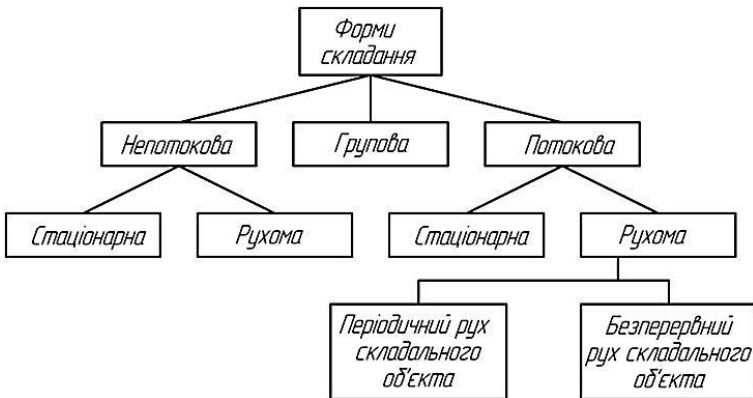 Форми
складання
Непотокова
Групова
Потокова
Стаціонарна
Рухома
Стаціонарна
Рухома
Періодичний рух
складального
об'єкта
Безперервний
рух складального
об'єкта